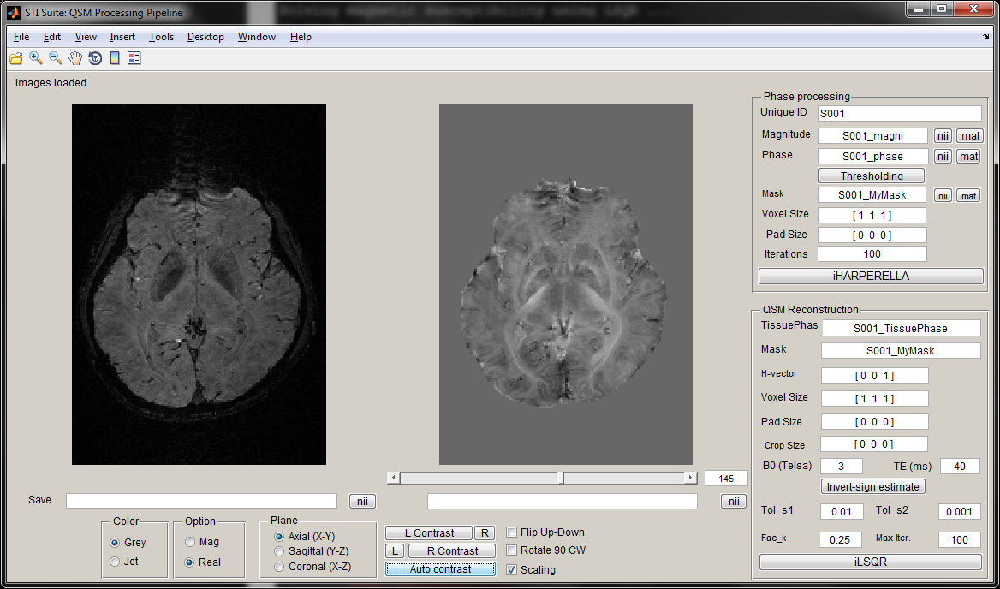 STI Suite: QSM Processing Pipeline
File Edit View Insert Tools Desktop Window Help
Images loaded.
Phase processing
Unique ID S001
Magnitude S001_magni nii mat
Phase S001_phase nii mat
Thresholding
Mask S001_MyMask nii mat
Voxel Size [ 1 1 1 ]
Pad Size [ 0 0 0 ]
Iterations 100
iHARPERELLA
QSM Reconstruction
TissuePhas S001_TissuePhase
Mask S001_MyMask
H-vector [ 0 0 1 ]
Voxel Size [ 1 1 1 ]
Pad Size [ 0 0 0 ]
Crop Size [ 0 0 0 ]
B0 (Telsa) 3 TE (ms) 40
Invert-sign estimate
Tol_s1 0.01 Tol_s2 0.001
Fac_k 0.25 Max Iter. 100
iLSQR
145
Save nii nii
Color
Grey
Jet
Option
Mag
Real
Plane
Axial (X-Y)
Sagittal (Y-Z)
Coronal (X-Z)
L Contrast R
L R Contrast
Auto contrast
Flip Up-Down
Rotate 90 CW
Scaling